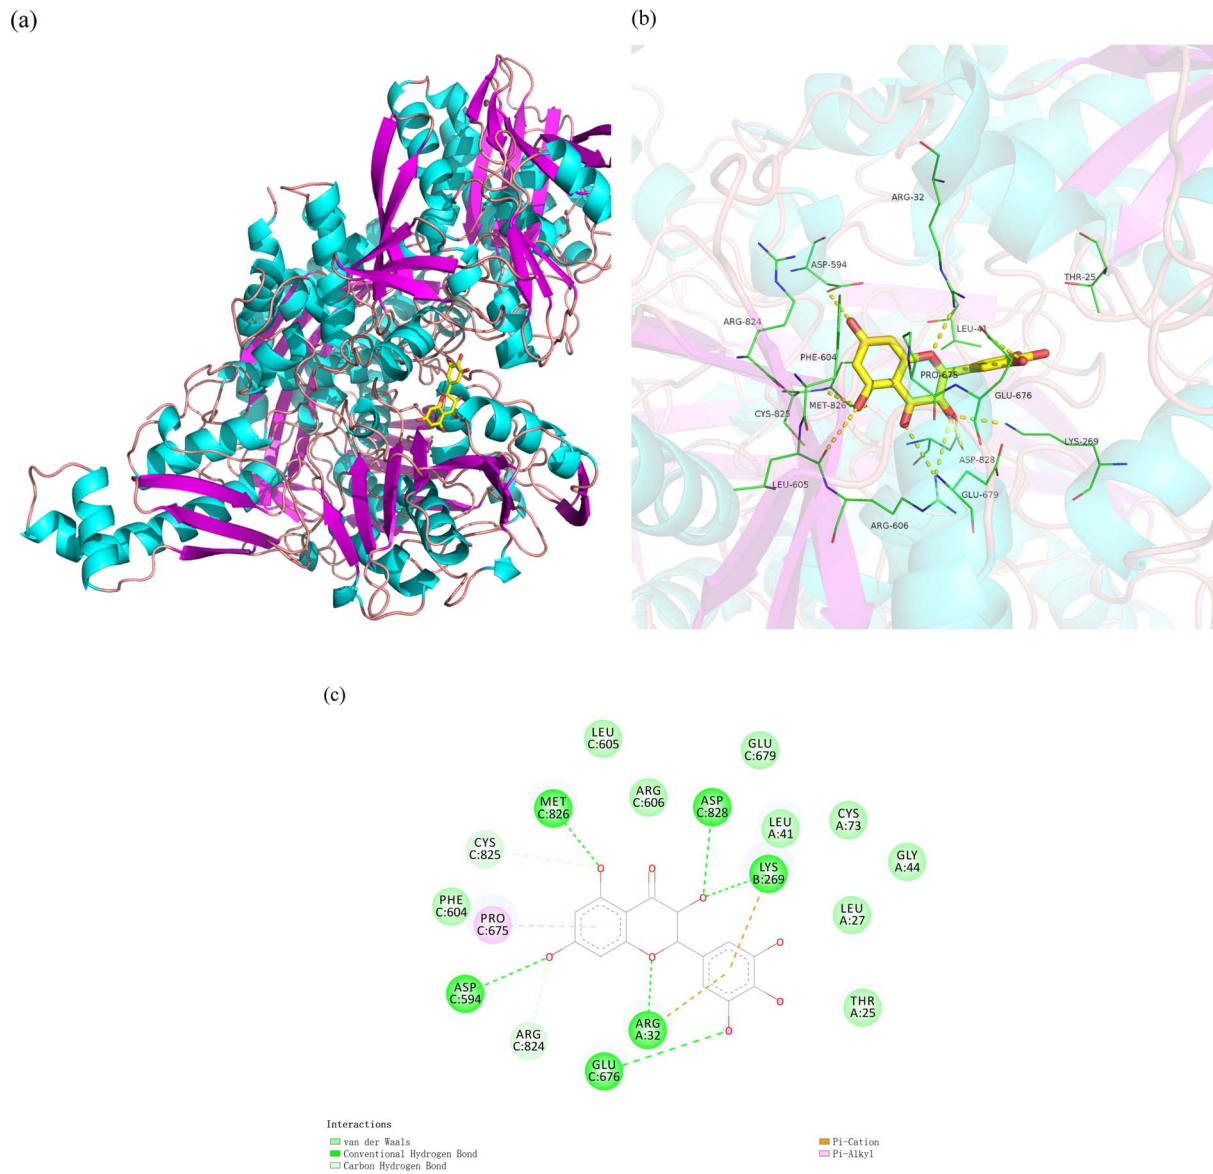 (a)
(b)
ARG-32
ASP-594
THR-25
ARG-824
LEU-41
PHE-604
PRO-675
GLU-676
MET-826
CYS-825
LYS-269
ASP-828
LEU-605
GLU-679
ARG-606
(c)
LEU
C:605
GLU
C:679
MET
C:826
ARG
C:606
ASP
C:828
LEU
A:41
CYS
A:73
CYS
C:825
O
O
LYS
B:269
GLY
A:44
O
PHE
C:604
PRO
C:675
LEU
A:27
O
O
O
ASP
C:594
THR
A:25
O
ARG
C:824
ARG
A:32
O
GLU
C:676
Interactions
van der Waals
Conventional Hydrogen Bond
Carbon Hydrogen Bond
Pi-Cation
Pi-Alkyl